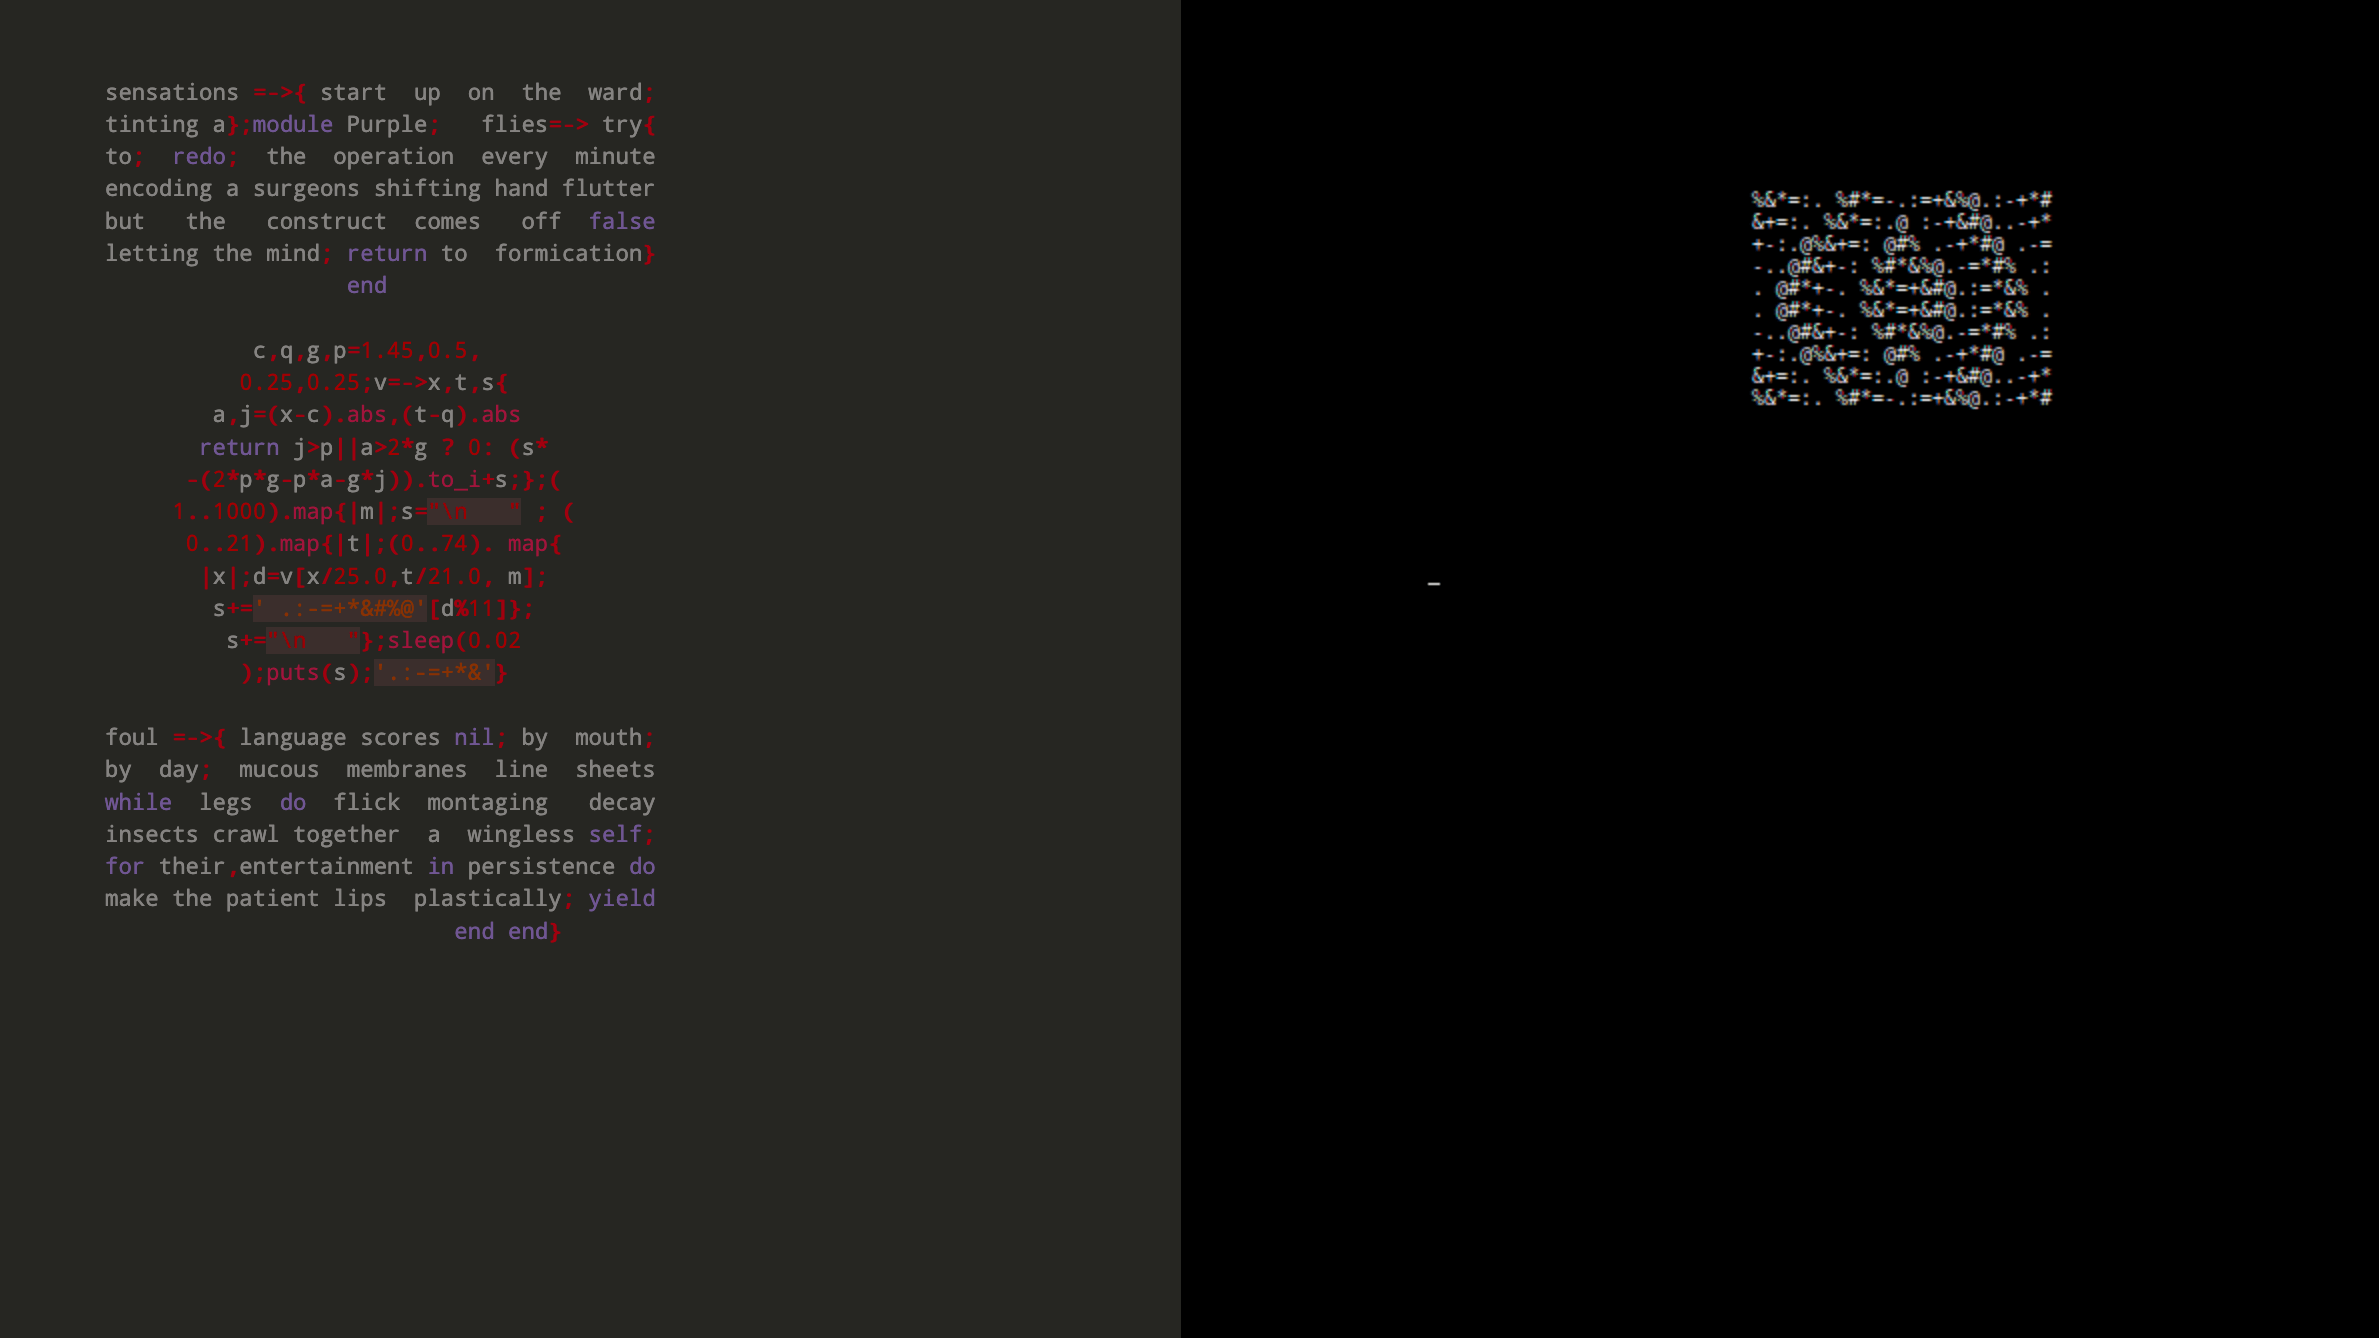 sensations =->{ start  up  on  the  ward;
tinting a};module Purple;   flies=-> try{
to;  redo;  the  operation  every  minute
encoding a surgeons shifting hand flutter
but   the   construct  comes   off  false
letting the mind; return to  formication}
end
c,q,g,p=1.45,0.5,
0.25,0.25;v=->x,t,s{
a,j=(x-c).abs,(t-q).abs
return j>p||a>2*g ? 0: (s*
-(2*p*g-p*a-g*j)).to_i+s;};(
1..1000).map{|m|;s="\n   " ; (
0..21).map{|t|;(0..74). map{
|x|;d=v[x/25.0,t/21.0, m];
s+=' .:-=+*&#%@'[d%11]};
s+="\n   "};sleep(0.02
);puts(s);'.:-=+*&'}
foul =->{ language scores nil; by  mouth;
by  day;  mucous  membranes  line  sheets
while  legs  do  flick  montaging   decay
insects crawl together  a  wingless self;
for their,entertainment in persistence do
make the patient lips  plastically; yield
end end}
%&*=:. %#*=-.:=+&%@.:-+*#
&+=:. %&*=:.@ :-+&#@..-+*
+-:.@%&+=: @#% .-+*#@ .-=
-..@#&+-: %#*&%@.-=*#% .:
. @#*+-. %&*=+&#@.:=*&% .
. @#*+-. %&*=+&#@.:=*&% .
-..@#&+-: %#*&%@.-=*#% .:
+-:.@%&+=: @#% .-+*#@ .-=
&+=:. %&*=:.@ :-+&#@..-+*
%&*=:. %#*=-.:=+&%@.:-+*#
_